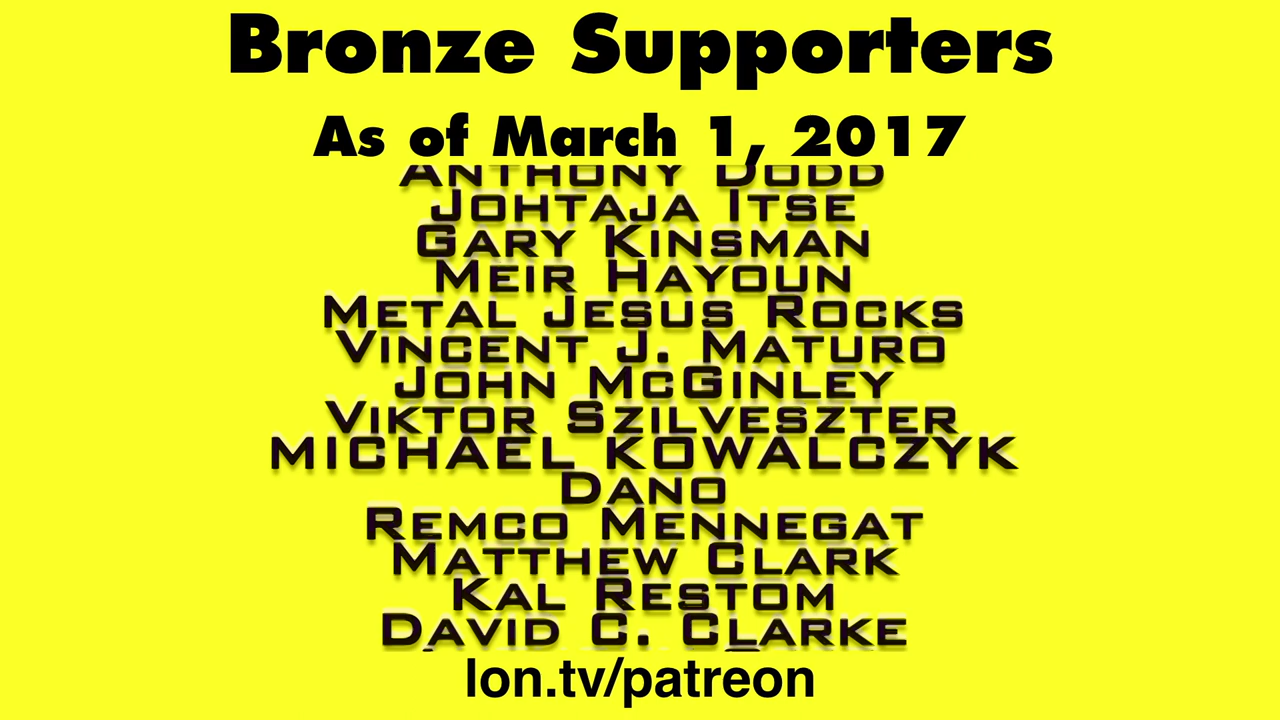 Bronze Supporters
As of March 1, 2017
Anthony Dodd
Johtaja Itse
Gary Kinsman
Meir Hayoun
Metal Jesus Rocks
Vincent J. Maturo
John McGinley
Viktor Szilveszter
MICHAEL KOWALCZYK
Dano
Remco Mennegat
Matthew Clark
Kal Restom
David C. Clarke
lon.tv/patreon